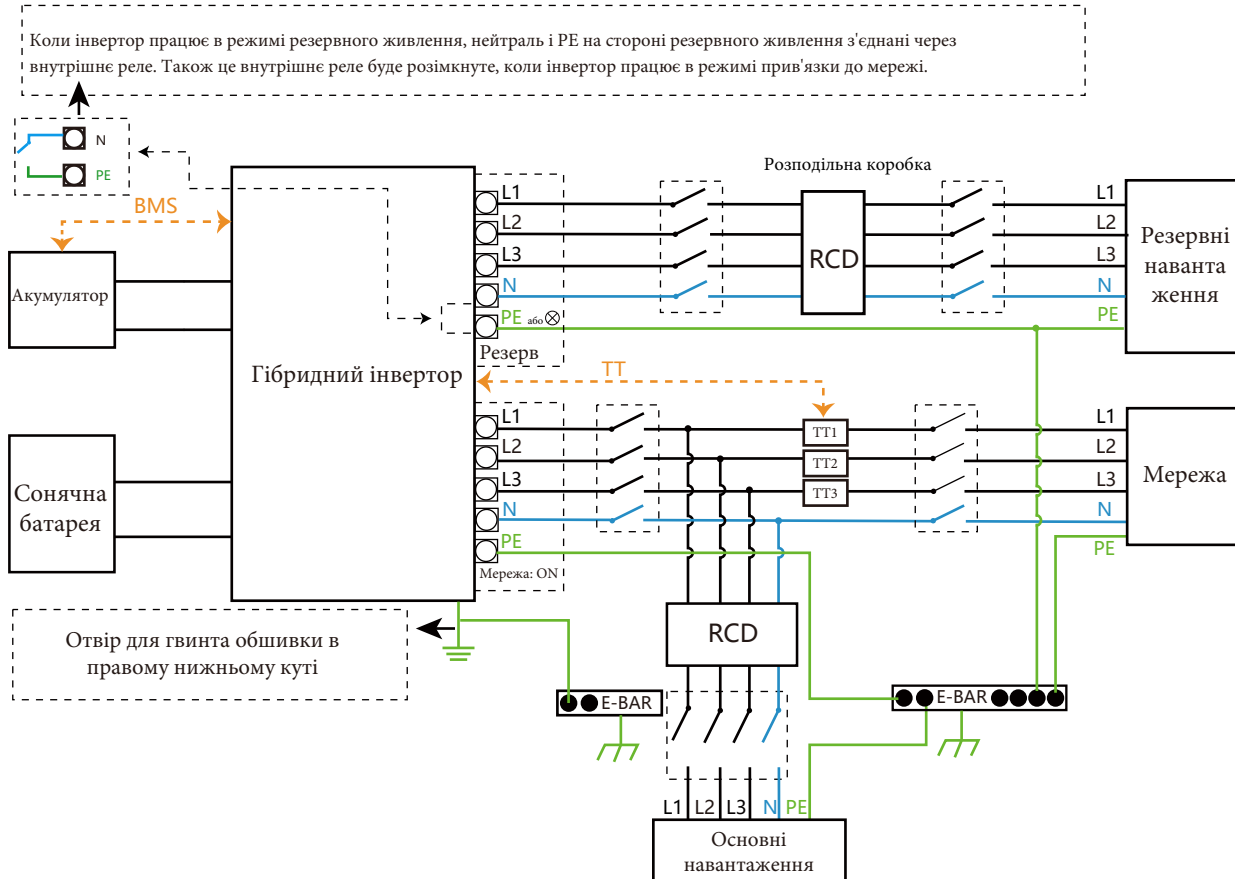 Коли інвертор працює в режимі резервного живлення, нейтраль і PE на стороні резервного живлення з'єднані через
внутрішнє реле. Також це внутрішнє реле буде розімкнуте, коли інвертор працює в режимі прив'язки до мережі.
N
PE
BMS
Акумулятор
Сонячна
батарея
Гібридний інвертор
L1
L2
L3
N
PE або
Резерв
Розподільна коробка
RCD
L1
L2
L3
N
PE
Резервні
наванта
ження
TT
L1
L2
L3
N
PE
Мережа: ON
TT1
TT2
TT3
L1
L2
L3
N
PE
Мережа
Отвір для гвинта обшивки в
правому нижньому куті
RCD
E-BAR
E-BAR
L1 L2 L3 N PE
Основні
навантаження